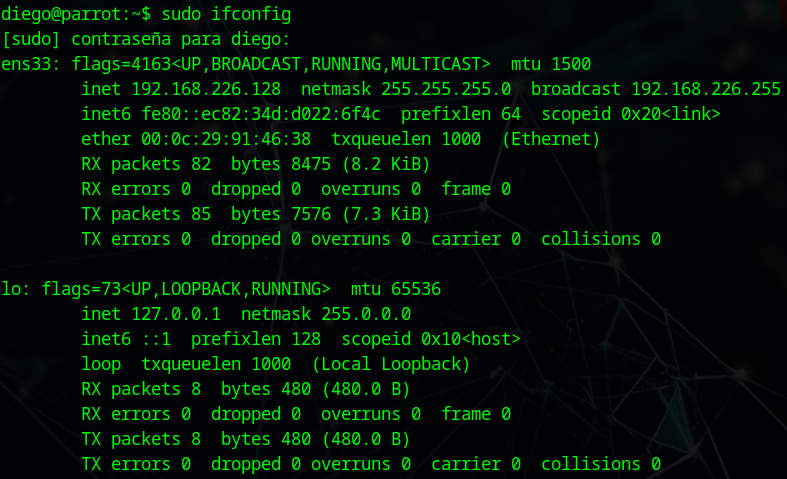 diego@parrot:~$ sudo ifconfig
[sudo] contraseña para diego:
ens33: flags=4163<UP,BROADCAST,RUNNING,MULTICAST>  mtu 1500
        inet 192.168.226.128  netmask 255.255.255.0  broadcast 192.168.226.255
        inet6 fe80::ec82:34d:d022:6f4c  prefixlen 64  scopeid 0x20<link>
        ether 00:0c:29:91:46:38  txqueuelen 1000  (Ethernet)
        RX packets 82  bytes 8475 (8.2 KiB)
        RX errors 0  dropped 0  overruns 0  frame 0
        TX packets 85  bytes 7576 (7.3 KiB)
        TX errors 0  dropped 0 overruns 0  carrier 0  collisions 0

lo: flags=73<UP,LOOPBACK,RUNNING>  mtu 65536
        inet 127.0.0.1  netmask 255.0.0.0
        inet6 ::1  prefixlen 128  scopeid 0x10<host>
        loop  txqueuelen 1000  (Local Loopback)
        RX packets 8  bytes 480 (480.0 B)
        RX errors 0  dropped 0  overruns 0  frame 0
        TX packets 8  bytes 480 (480.0 B)
        TX errors 0  dropped 0 overruns 0  carrier 0  collisions 0